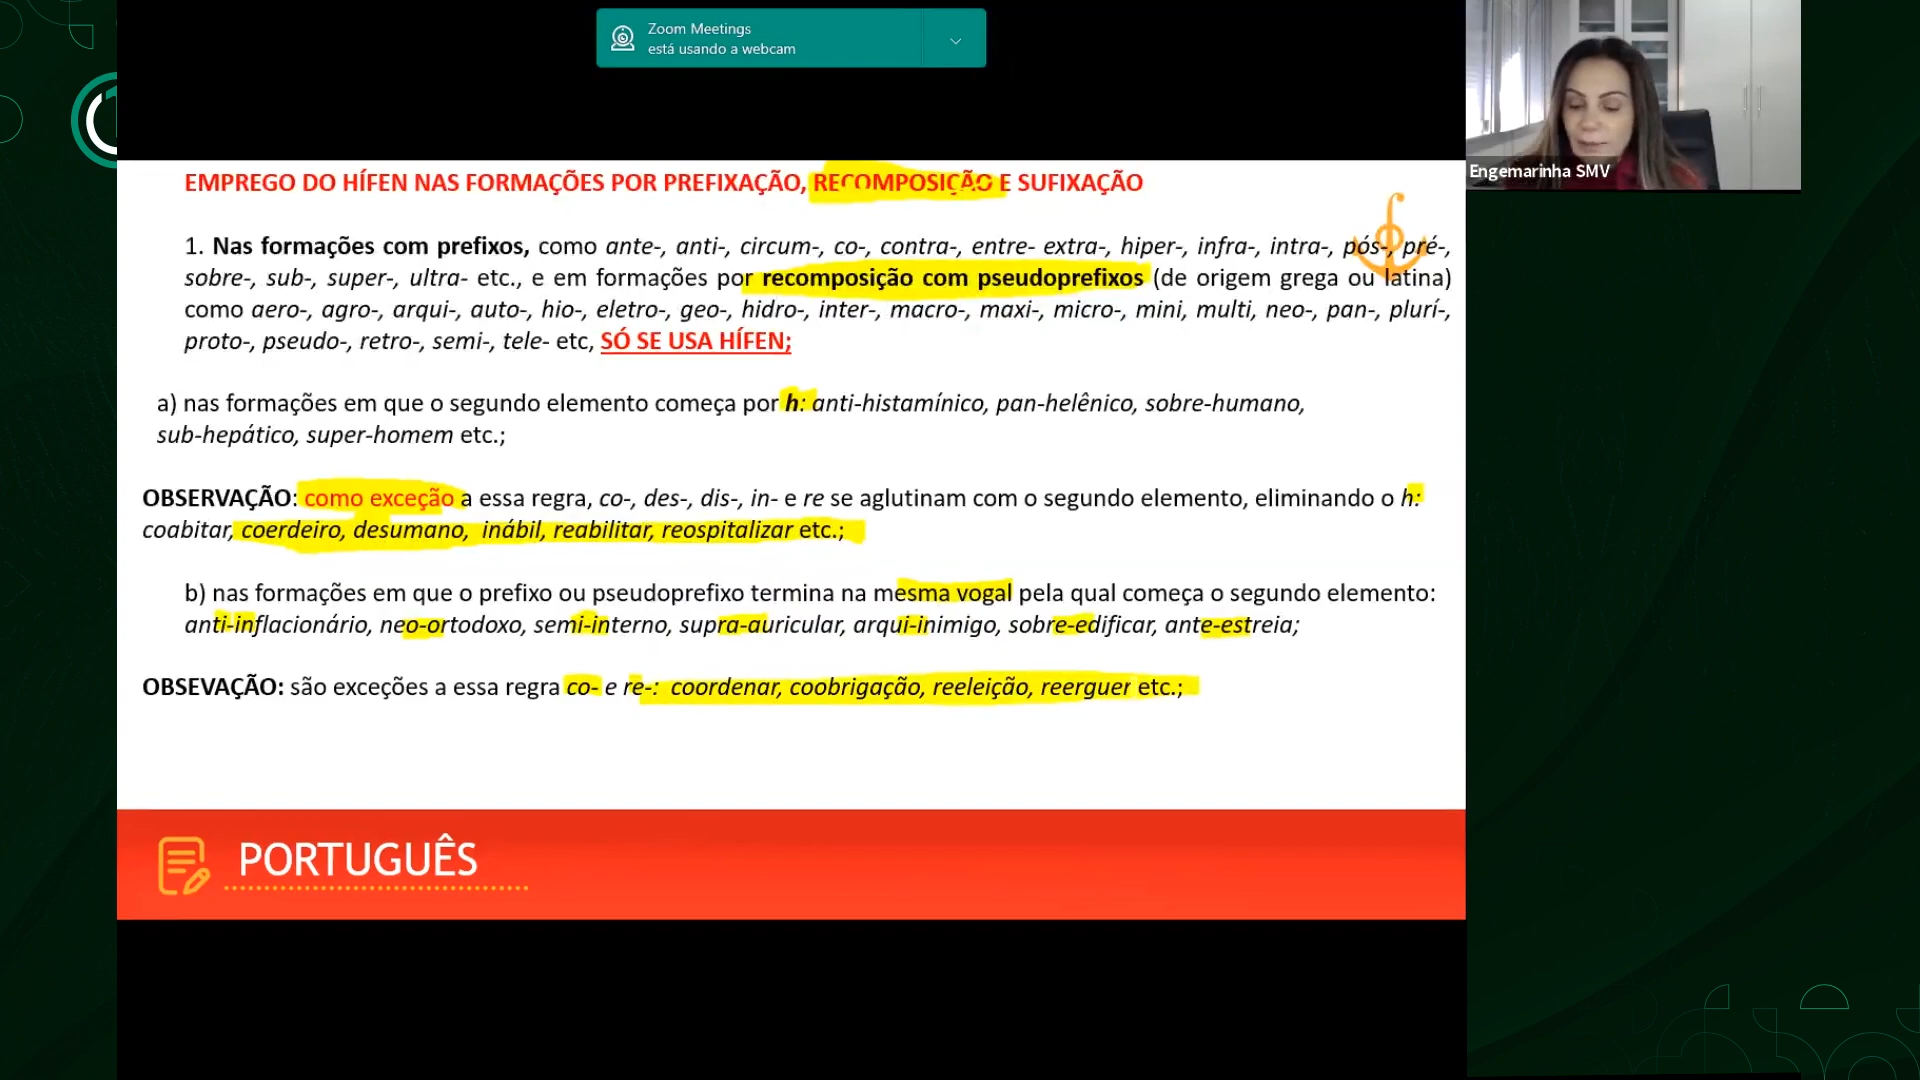 Zoom Meetings
está usando a webcam
Engemarinha SMV
EMPREGO DO HÍFEN NAS FORMAÇÕES POR PREFIXAÇÃO, RECOMPOSIÇÃO E SUFIXAÇÃO
1. Nas formações com prefixos, como ante-, anti-, circum-, co-, contra-, entre- extra-, hiper-, infra-, intra-, pós-, pré-,
sobre-, sub-, super-, ultra- etc., e em formações por recomposição com pseudoprefixos (de origem grega ou latina)
como aero-, agro-, arqui-, auto-, hio-, eletro-, geo-, hidro-, inter-, macro-, maxi-, micro-, mini, multi, neo-, pan-, plurí-,
proto-, pseudo-, retro-, semi-, tele- etc, SÓ SE USA HÍFEN;
a) nas formações em que o segundo elemento começa por h: anti-histamínico, pan-helênico, sobre-humano,
sub-hepático, super-homem etc.;
OBSERVAÇÃO: como exceção a essa regra, co-, des-, dis-, in- e re se aglutinam com o segundo elemento, eliminando o h:
coabitar, coerdeiro, desumano, inábil, reabilitar, reospitalizar etc.;
b) nas formações em que o prefixo ou pseudoprefixo termina na mesma vogal pela qual começa o segundo elemento:
anti-inflacionário, neo-ortodoxo, semi-interno, supra-auricular, arqui-inimigo, sobre-edificar, ante-estreia;
OBSEVAÇÃO: são exceções a essa regra co- e re-: coordenar, coobrigação, reeleição, reerguer etc.;
PORTUGUÊS